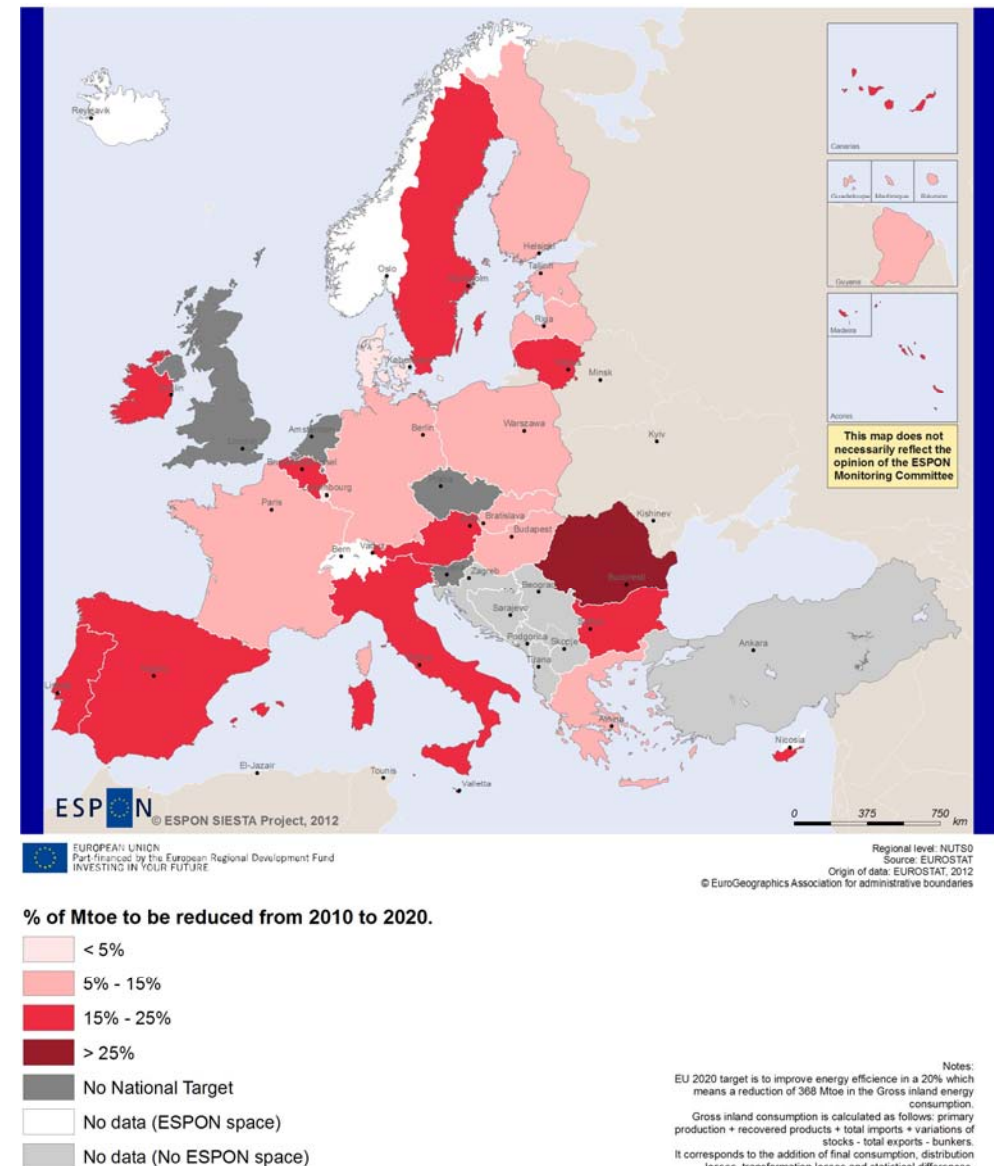 Reykjavik
Oslo
Helsinki
Tallinn
Riga
Minsk
Amsterdam
Berlin
Warszawa
Kyiv
Paris
Bratislava
Budapest
Kishinev
Bern
Zagreb
Beograd
Sarajevo
Podgorica
Skopje
Tirana
Ankara
Athina
Nicosia
El-Jazair
Tounis
Valletta
Canarias
Guadeloupe
Martinique
Réunion
Guyane
Madeira
Acores
This map does not
necessarily reflect the
opinion of the ESPON
Monitoring Committee
ESPON
© ESPON SIESTA Project, 2012
0 375 750
km
EUROPEAN UNION
Part-financed by the European Regional Development Fund
INVESTING IN YOUR FUTURE
Regional level: NUTS0
Source: EUROSTAT
Origin of data: EUROSTAT, 2012
© EuroGeographics Association for administrative boundaries
% of Mtoe to be reduced from 2010 to 2020.
< 5%
5% - 15%
15% - 25%
> 25%
No National Target
No data (ESPON space)
No data (No ESPON space)
Notes:
EU 2020 target is to improve energy efficience in a 20% which
means a reduction of 368 Mtoe in the Gross inland energy
consumption.
Gross inland consumption is calculated as follows: primary
production + recovered products + total imports + variations of
stocks - total exports - bunkers.
It corresponds to the addition of final consumption, distribution
losses, transformation losses and statistical differences.